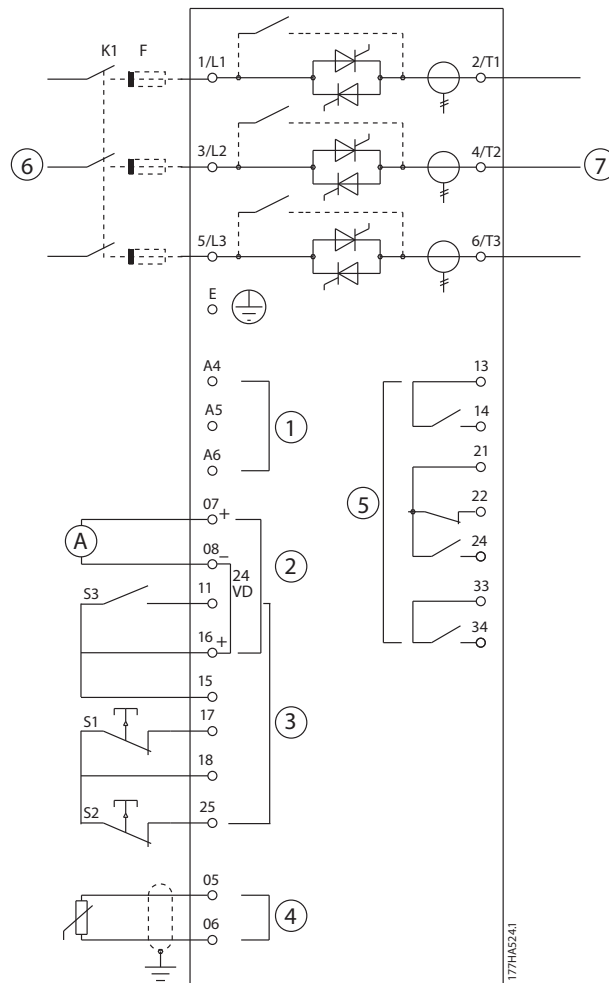 K1 F 1/L1 2/T1
6 3/L2 4/T2 7
5/L3 6/T3
E
A4 13
A5 1 14
A6 21
5 22
07 + 24
A 08 – 2
24
VD
S3 11 33
16 + 34
15
S1 17 3
18
S2 25
05
4
06
177HA524.1